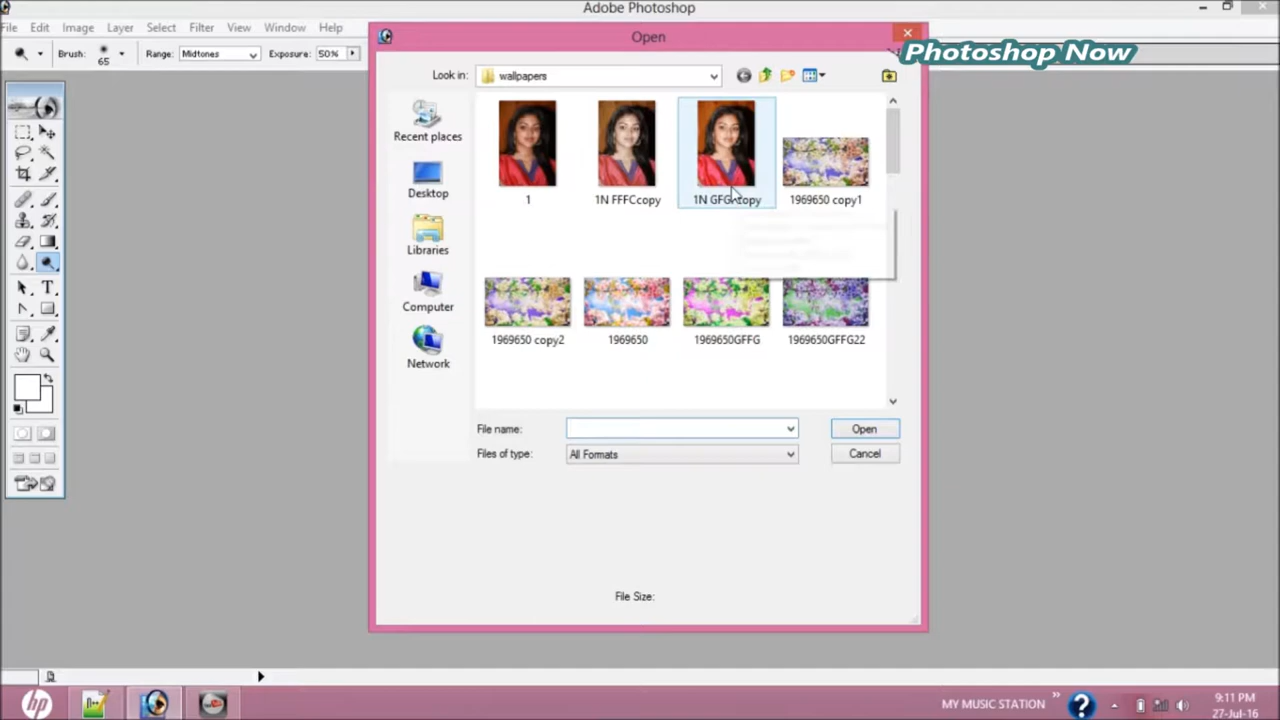 Adobe Photoshop
File Edit Image Layer Select Filter View Window Help
Brush: 65 Range: Midtones Exposure: 50%
Open
Photoshop Now
Look in: wallpapers
Recent places
Desktop
Libraries
Computer
Network
1 1N FFFCcopy copy 1969650 copy1
1969650 copy2 1969650 1969650GFFG 1969650GFFG22
File name: Open
Files of type: All Formats Cancel
File Size:
T
hp
MY MUSIC STATION » ? 9:11 PM
27-Jul-16